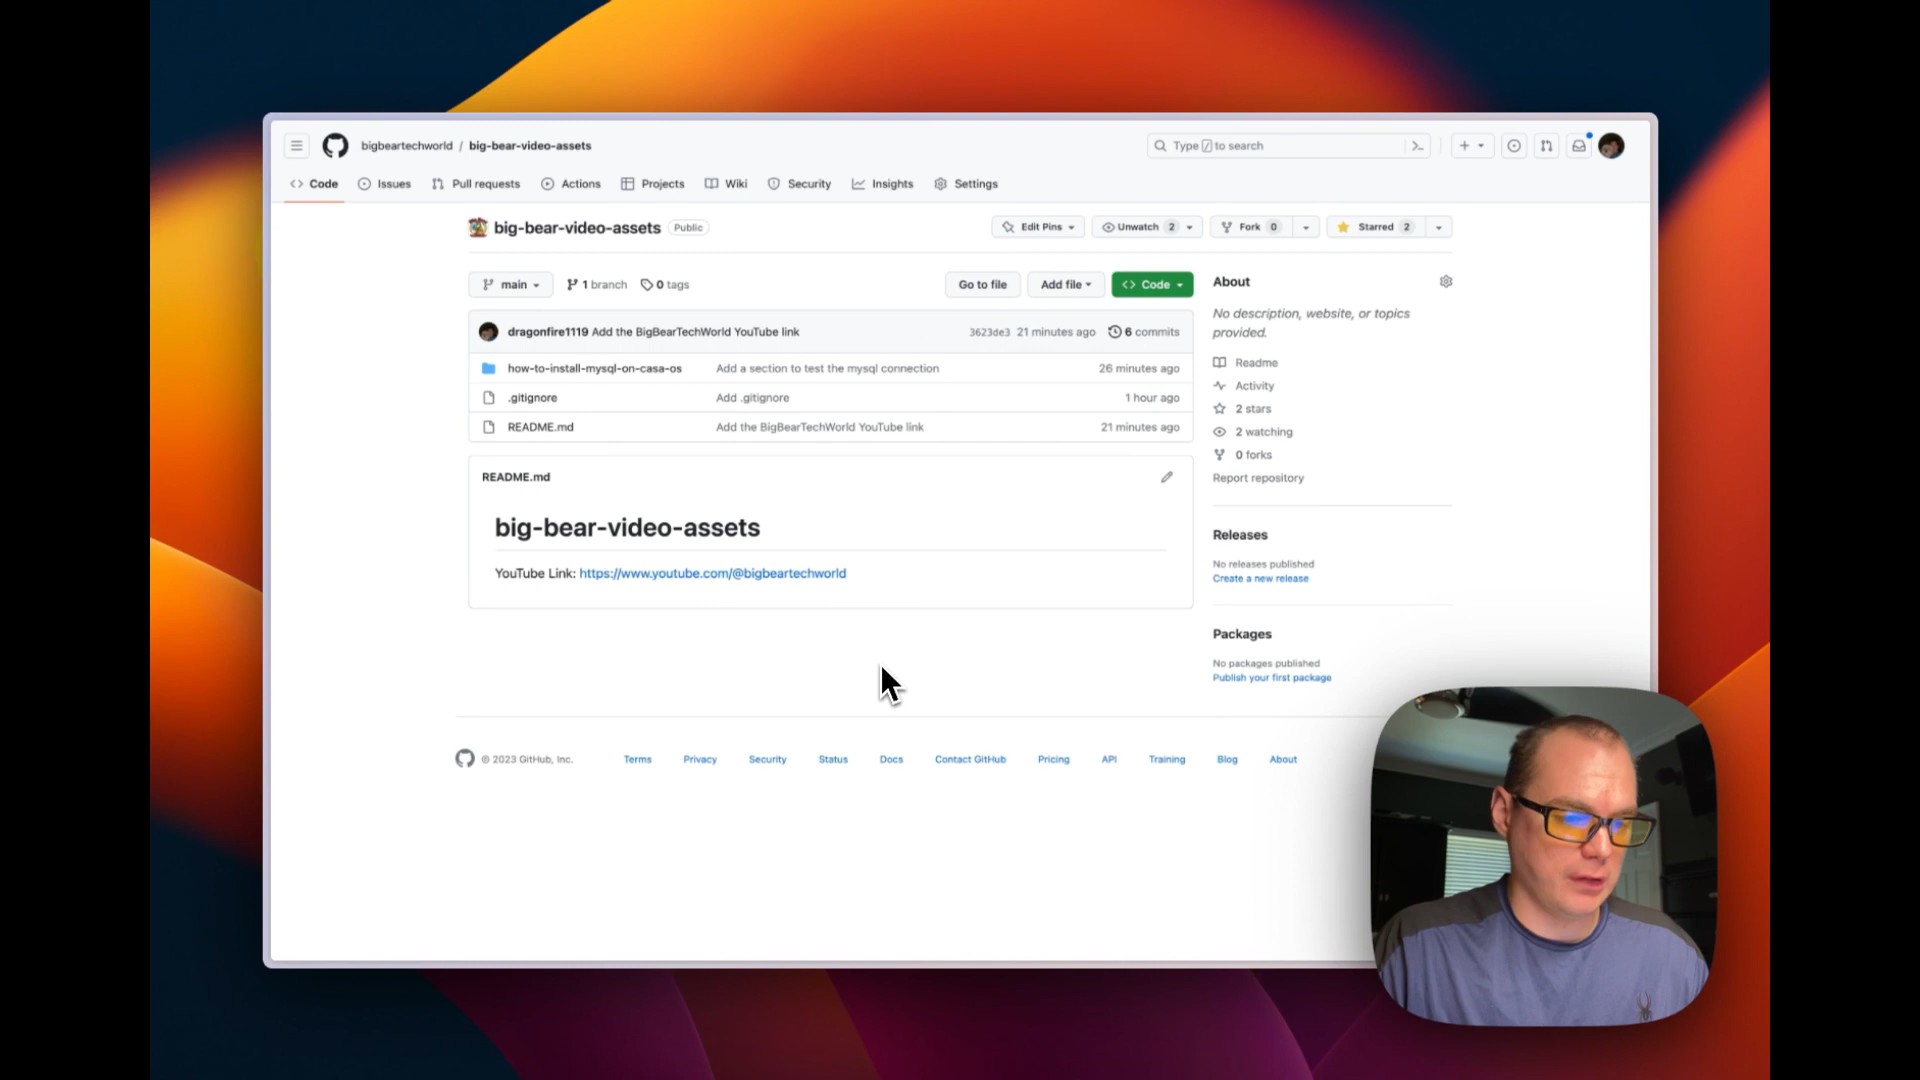 bigbeartechworld / big-bear-video-assets
Type / to search
Code Issues Pull requests Actions Projects Wiki Security Insights Settings
big-bear-video-assets Public
Edit Pins Unwatch 2 Fork 0 Starred 2
main 1 branch 0 tags Go to file Add file Code
dragonfire1119 Add the BigBearTechWorld YouTube link 3623de3 21 minutes ago 6 commits
how-to-install-mysql-on-casa-os Add a section to test the mysql connection 26 minutes ago
.gitignore Add .gitignore 1 hour ago
README.md Add the BigBearTechWorld YouTube link 21 minutes ago
README.md
big-bear-video-assets
YouTube Link: https://www.youtube.com/@bigbeartechworld
About
No description, website, or topics
provided.
Readme
Activity
2 stars
2 watching
0 forks
Report repository
Releases
No releases published
Create a new release
Packages
No packages published
Publish your first package
© 2023 GitHub, Inc. Terms Privacy Security Status Docs Contact GitHub Pricing API Training Blog About